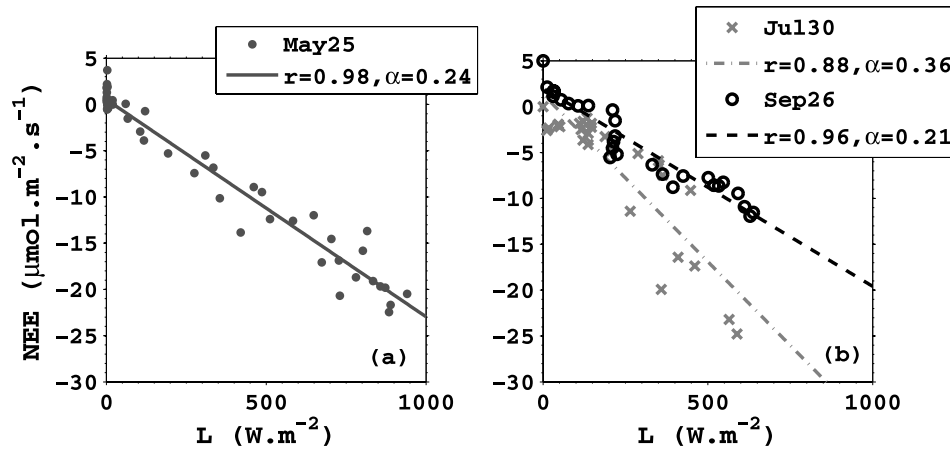 May25
r=0.98,α=0.24
Jul30
r=0.88,α=0.36
Sep26
r=0.96,α=0.21
NEE (μmol.m⁻².s⁻¹)
5
0
−5
−10
−15
−20
−25
−30
0
500
1000
L (W.m⁻²)
(a)
5
0
−5
−10
−15
−20
−25
−30
0
500
1000
L (W.m⁻²)
(b)